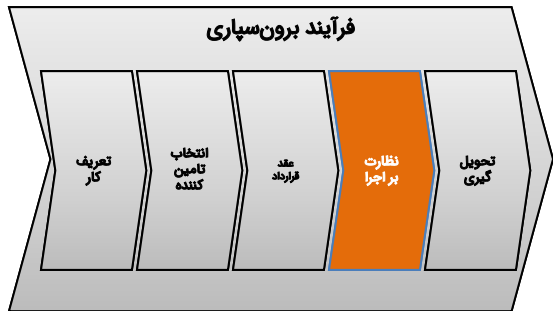 فرآیند برون‌سپاری
تعریف
کار
انتخاب
تامین
کننده
عقد
قرارداد
نظارت
بر اجرا
تحویل
گیری